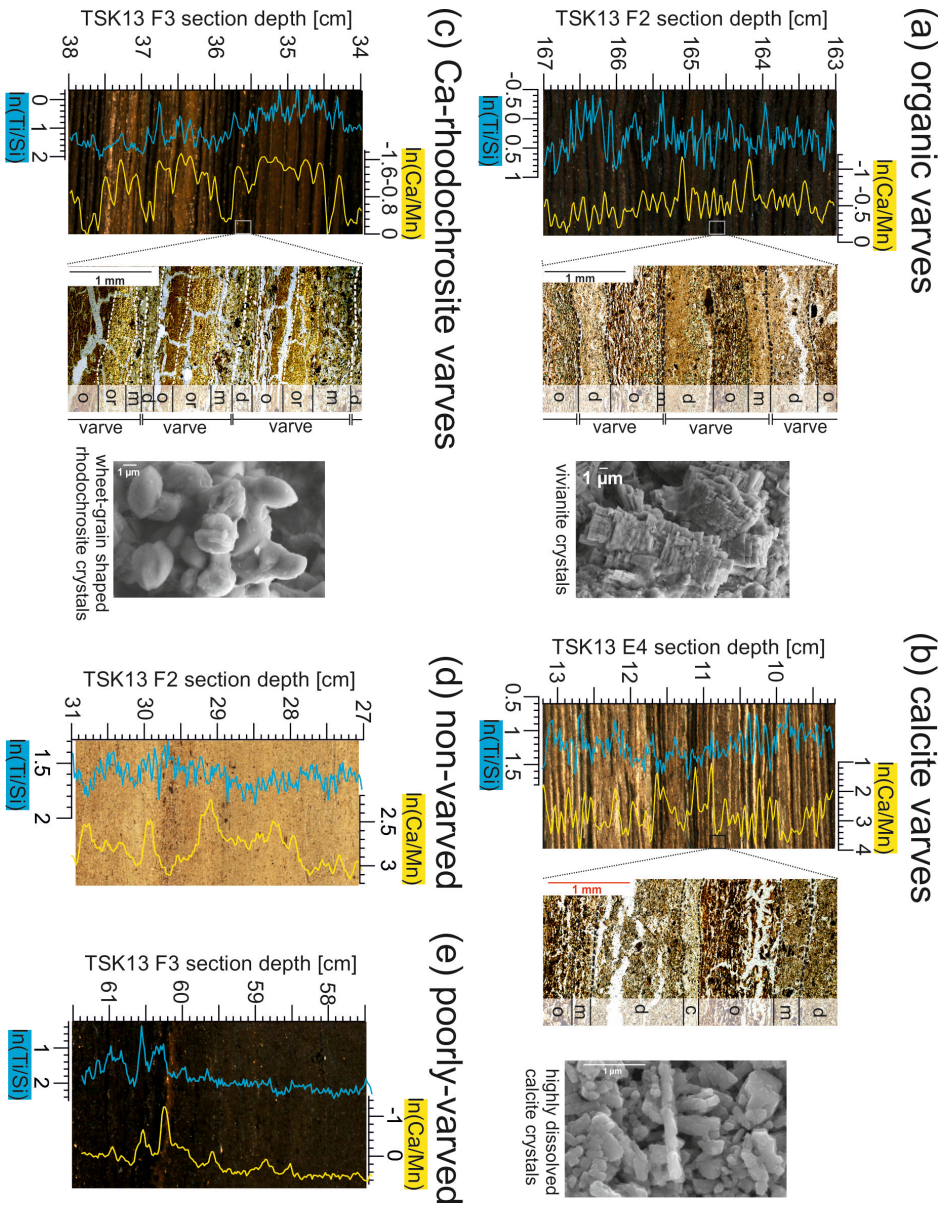 (a) organic varves
TSK13 F2 section depth [cm]
167
166
165
164
163
-0.5
0
0.5
1
ln(Ti/Si)
-1
-0.5
0
ln(Ca/Mn)
1 mm
o
d
o
m
d
o
m
d
o
varve
varve
varve
1 µm
vivianite crystals
(b) calcite varves
TSK13 E4 section depth [cm]
13
12
11
10
0.5
1
1.5
ln(Ti/Si)
1
2
3
4
ln(Ca/Mn)
1 mm
o
m
d
c
o
m
d
1 µm
highly dissolved
calcite crystals
(c) Ca-rhodochrosite varves
TSK13 F3 section depth [cm]
38
37
36
35
34
0
1
2
ln(Ti/Si)
-1.6
-0.8
0
ln(Ca/Mn)
1 mm
o
or
m
d
o
or
m
d
o
or
m
d
varve
varve
varve
1 µm
wheet-grain shaped
rhodochrosite crystals
(d) non-varved
TSK13 F2 section depth [cm]
31
30
29
28
27
1.5
2
ln(Ti/Si)
2.5
3
ln(Ca/Mn)
(e) poorly-varved
TSK13 F3 section depth [cm]
61
60
59
58
1
2
ln(Ti/Si)
-1
0
ln(Ca/Mn)